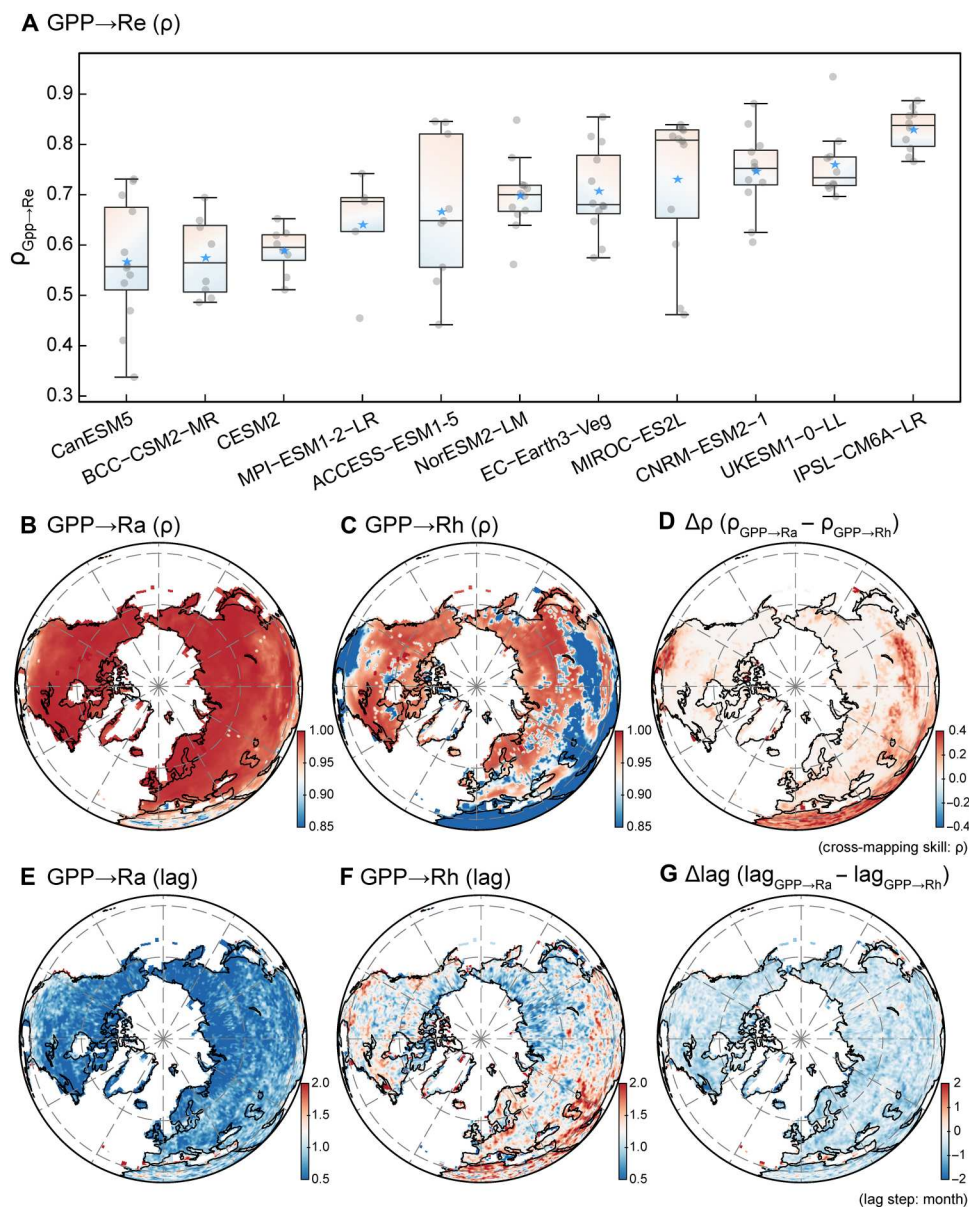 A GPP→Re (ρ)
ρGpp→Re
0.9
0.8
0.7
0.6
0.5
0.4
0.3
CanESM5
BCC−CSM2−MR
CESM2
MPI−ESM1−2−LR
ACCESS−ESM1−5
NorESM2−LM
EC−Earth3−Veg
MIROC−ES2L
CNRM−ESM2−1
UKESM1−0−LL
IPSL−CM6A−LR
B GPP→Ra (ρ)
1.00
0.95
0.90
0.85
C GPP→Rh (ρ)
1.00
0.95
0.90
0.85
D Δρ (ρGPP→Ra − ρGPP→Rh)
0.4
0.2
0.0
-0.2
-0.4
(cross-mapping skill: ρ)
E GPP→Ra (lag)
2.0
1.5
1.0
0.5
F GPP→Rh (lag)
2.0
1.5
1.0
0.5
G Δlag (lagGPP→Ra − lagGPP→Rh)
2
1
0
−1
−2
(lag step: month)